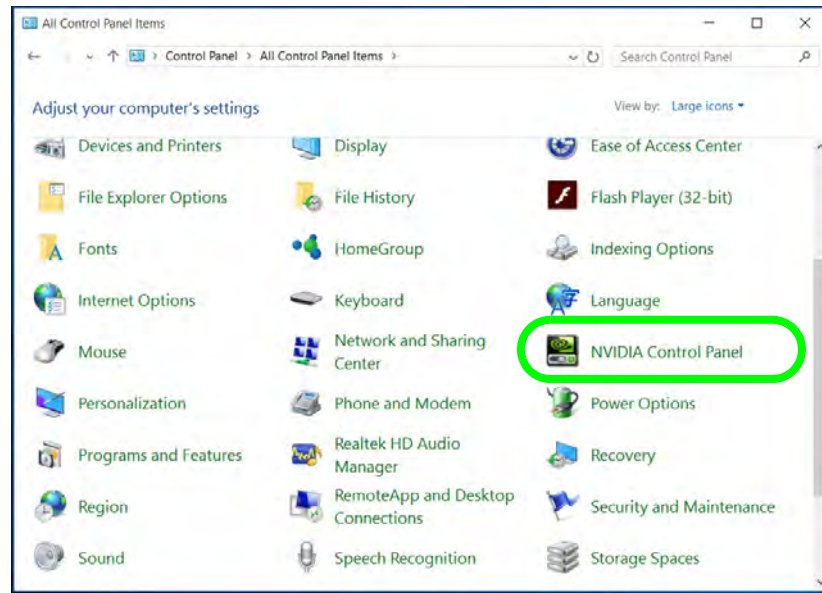 All Control Panel Items
Control Panel > All Control Panel Items >
Search Control Panel
Adjust your computer's settings
View by: Large icons
Devices and Printers
Display
Ease of Access Center
File Explorer Options
File History
Flash Player (32-bit)
Fonts
HomeGroup
Indexing Options
Internet Options
Keyboard
Language
Mouse
Network and Sharing
Center
NVIDIA Control Panel
Personalization
Phone and Modem
Power Options
Programs and Features
Realtek HD Audio
Manager
Recovery
Region
RemoteApp and Desktop
Connections
Security and Maintenance
Sound
Speech Recognition
Storage Spaces